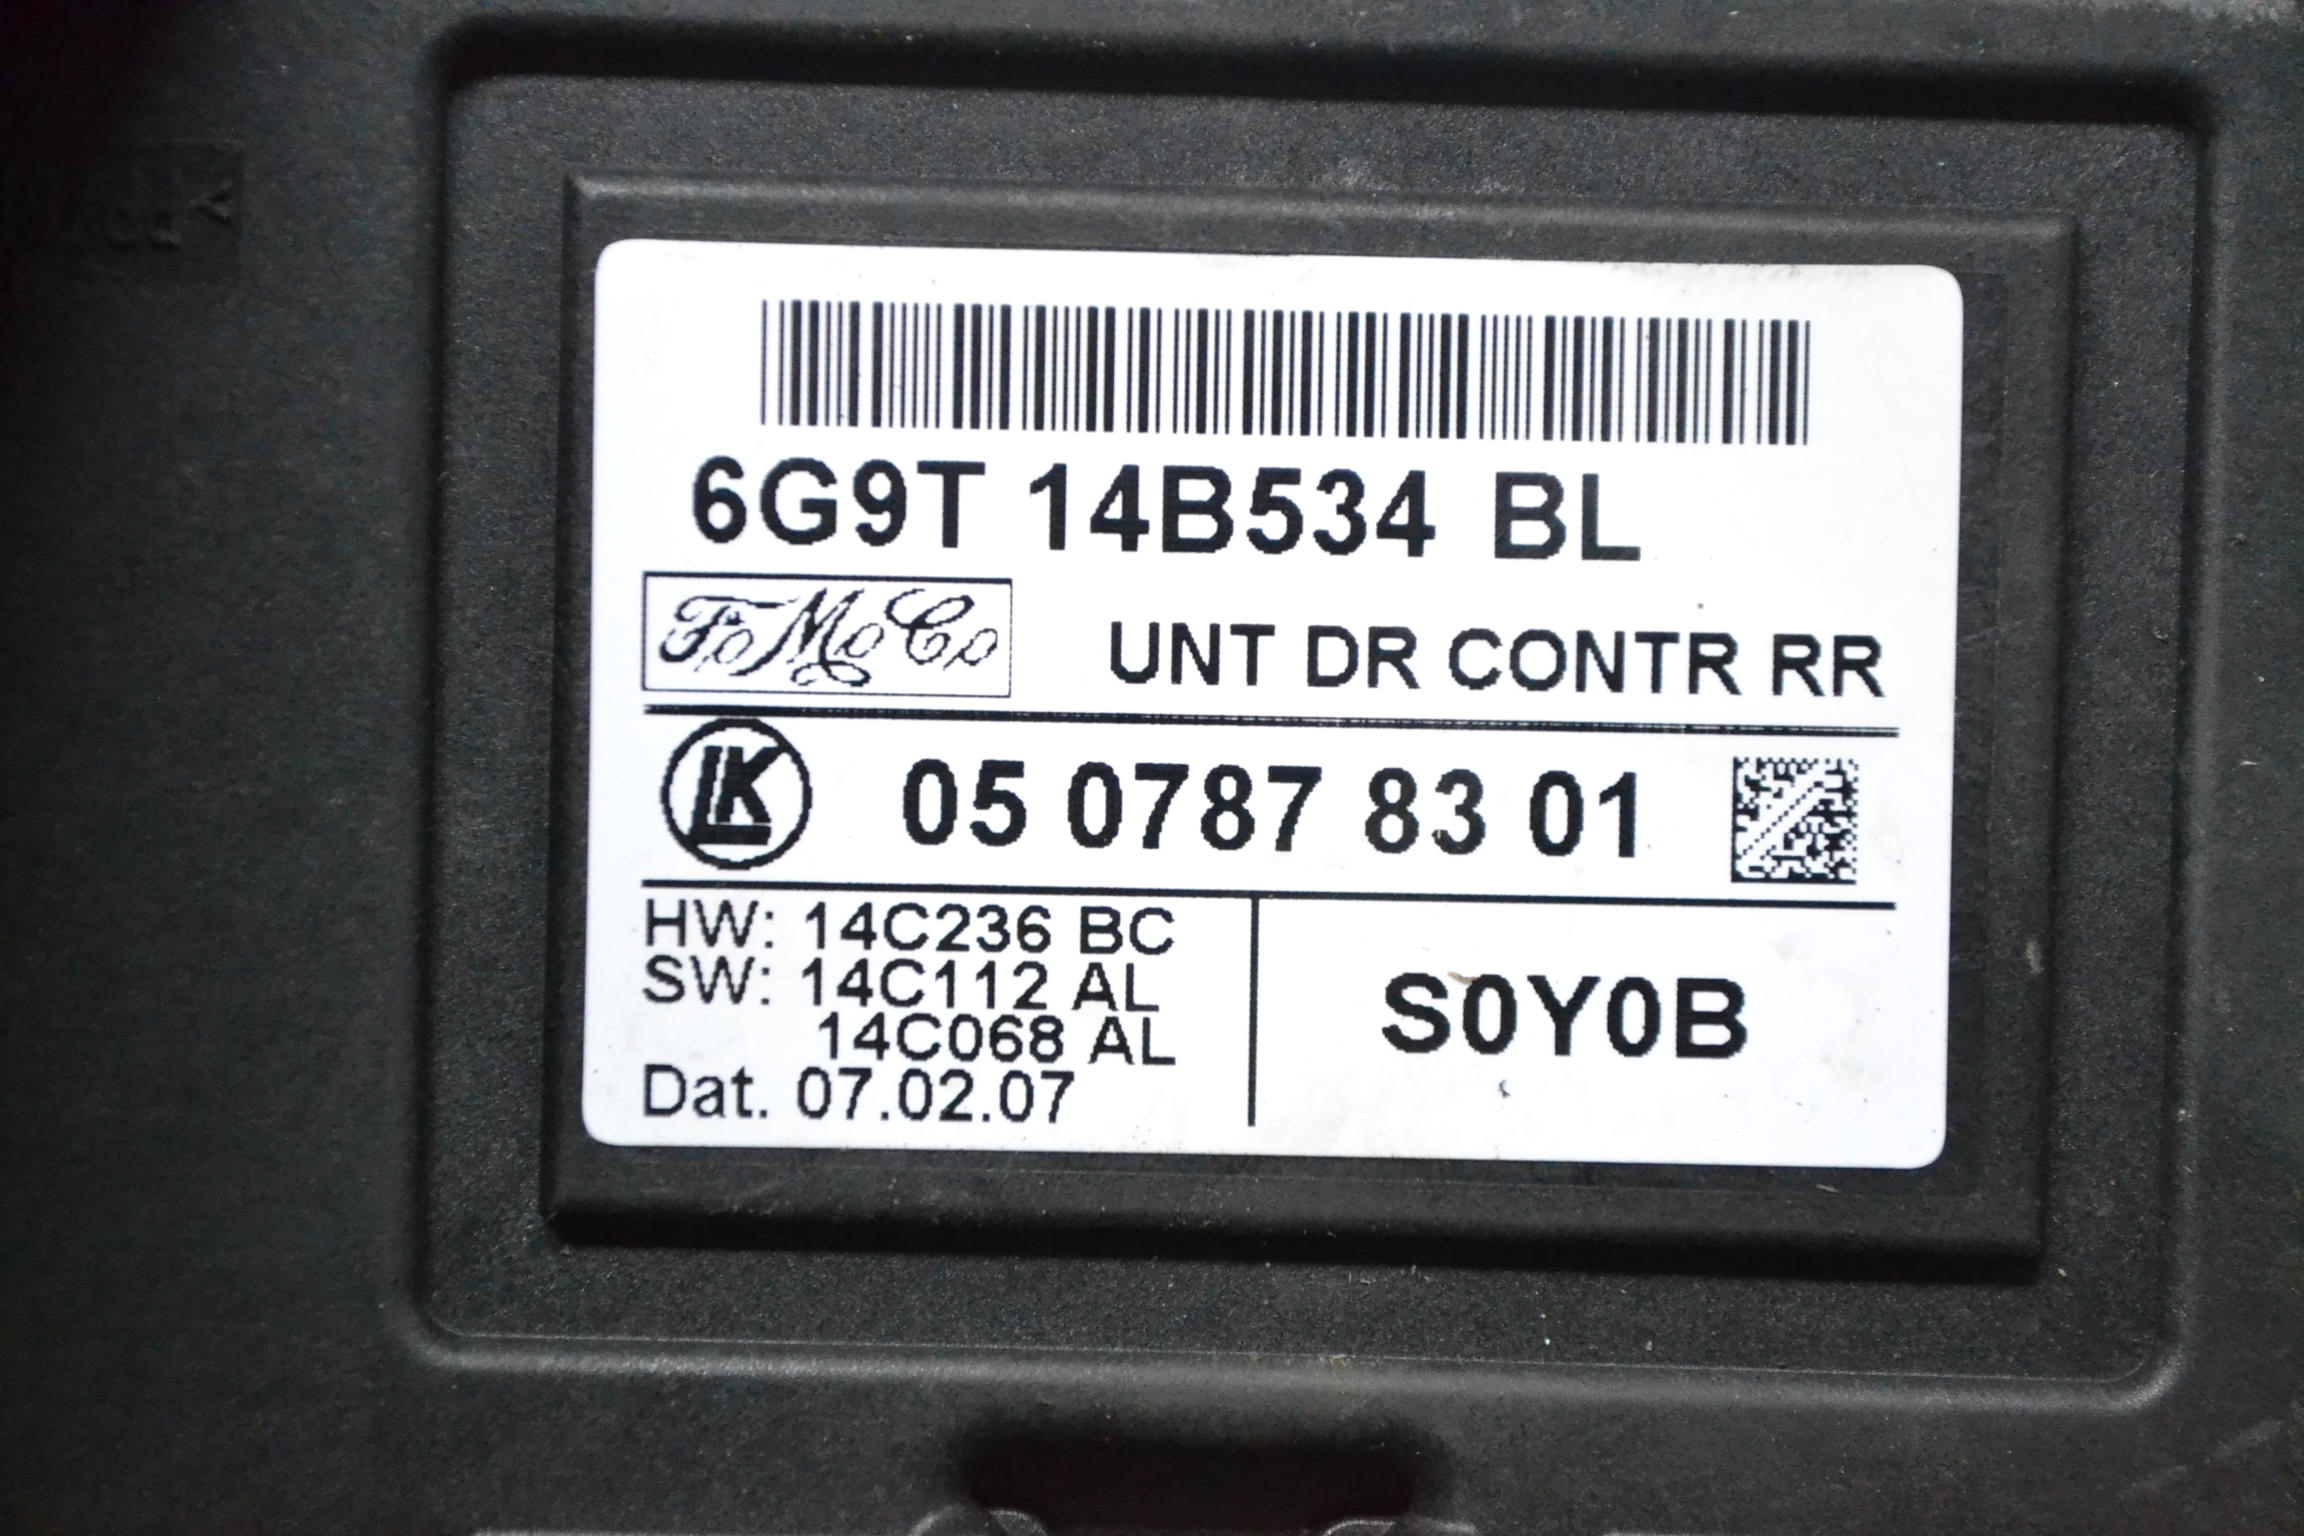 6G9T 14B534 BL
FoMoCo
UNT DR CONTR RR
LK
05 0787 83 01
HW: 14C236 BC
SW: 14C112 AL
14C068 AL
Dat. 07.02.07
S0Y0B